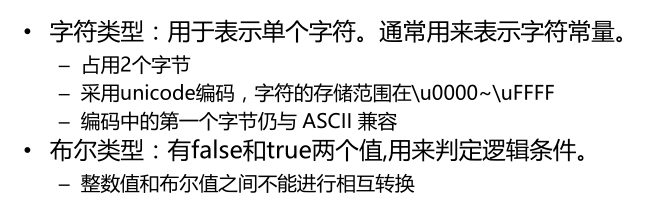 • 字符类型：用于表示单个字符。通常用来表示字符常量。
– 占用2个字节
– 采用unicode编码，字符的存储范围在\u0000~\uFFFF
– 编码中的第一个字节仍与 ASCII 兼容
• 布尔类型：有false和true两个值,用来判定逻辑条件。
– 整数值和布尔值之间不能进行相互转换